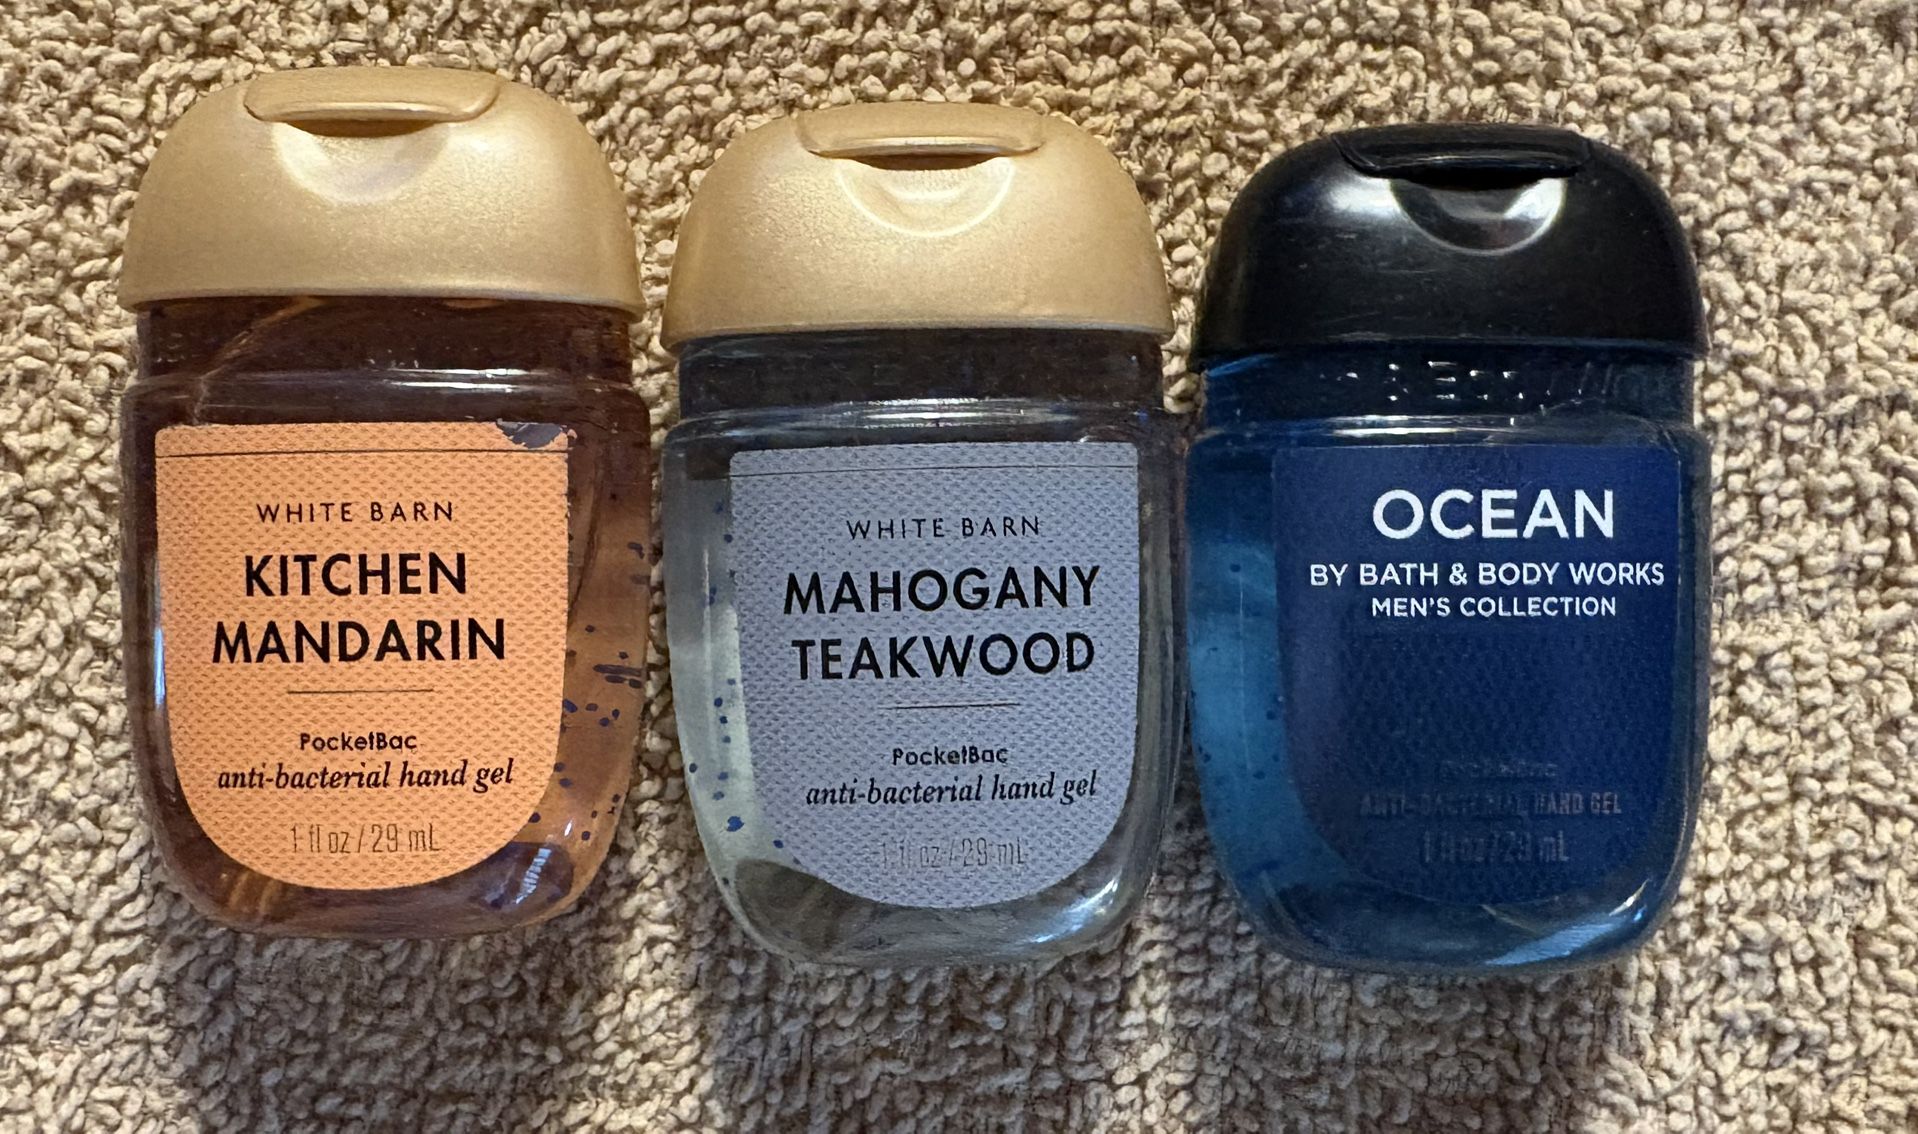 WHITE BARN
KITCHEN
MANDARIN
PocketBac
anti-bacterial hand gel
1 fl oz / 29 mL
WHITE BARN
MAHOGANY
TEAKWOOD
PocketBac
anti-bacterial hand gel
1 fl oz / 29 mL
OCEAN
BY BATH & BODY WORKS
MEN'S COLLECTION
ANTI-BACTERIAL HAND GEL
1 fl oz / 29 mL